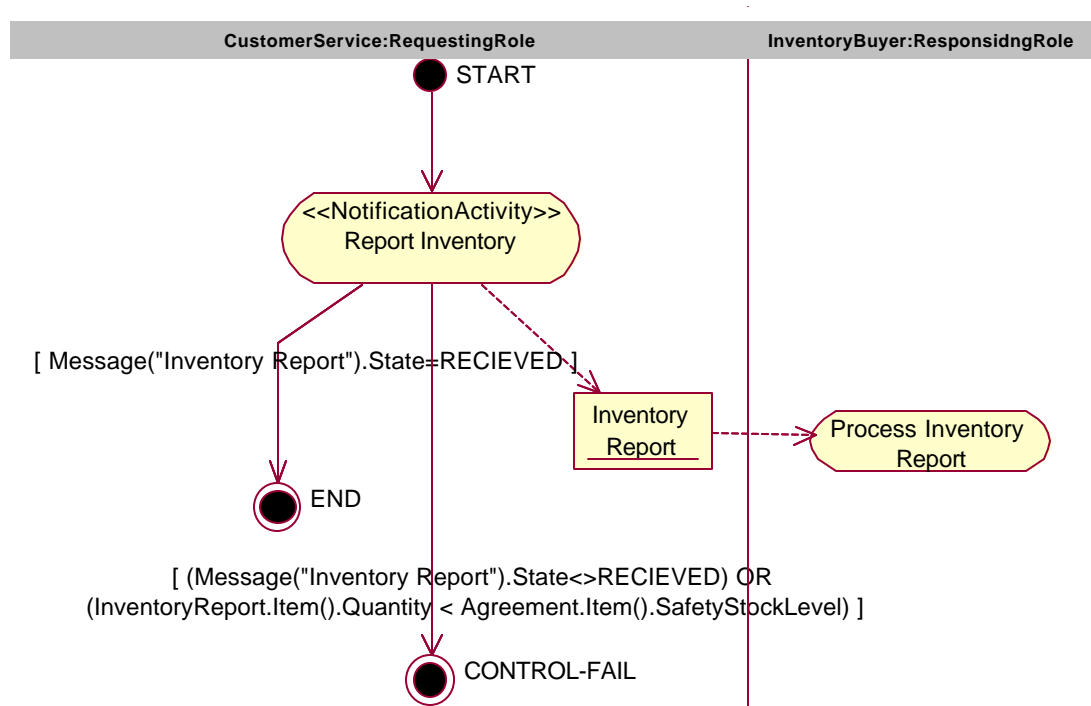 CustomerService:RequestingRole
InventoryBuyer:ResponsidngRole
START
<<NotificationActivity>>
Report Inventory
[ Message("Inventory Report").State=RECIEVED ]
Inventory
Report
Process Inventory
Report
END
[ (Message("Inventory Report").State<>RECIEVED) OR
(InventoryReport.Item().Quantity < Agreement.Item().SafetyStockLevel) ]
CONTROL-FAIL